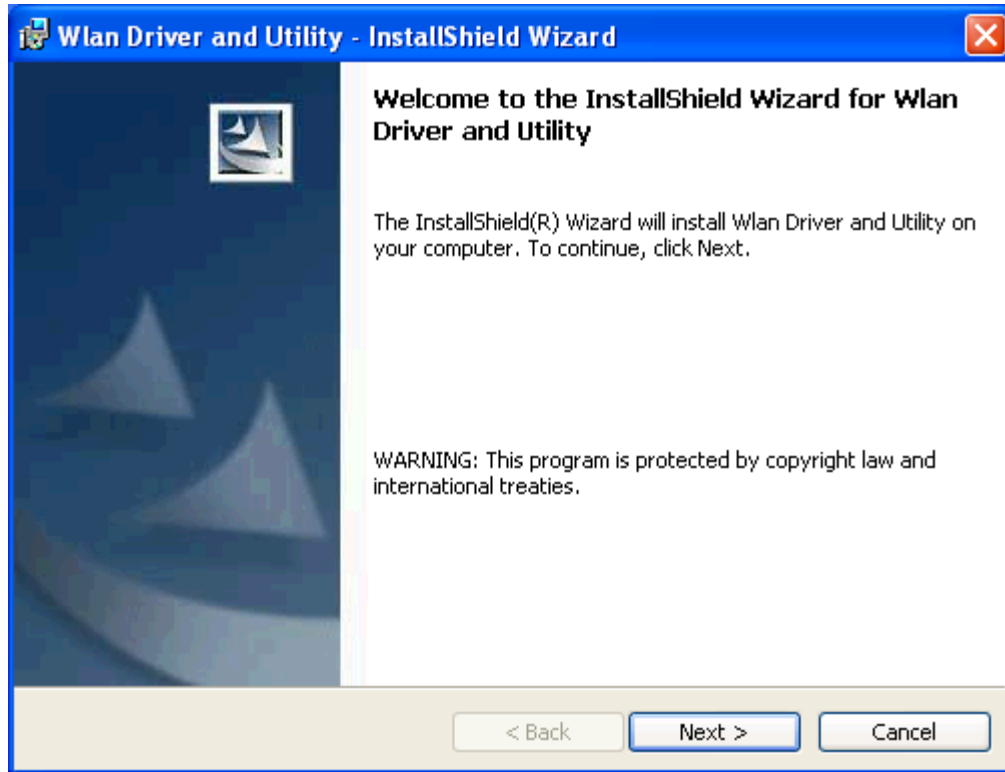 Wlan Driver and Utility - InstallShield Wizard
Welcome to the InstallShield Wizard for Wlan
Driver and Utility
The InstallShield(R) Wizard will install Wlan Driver and Utility on
your computer. To continue, click Next.
WARNING: This program is protected by copyright law and
international treaties.
< Back
Next >
Cancel